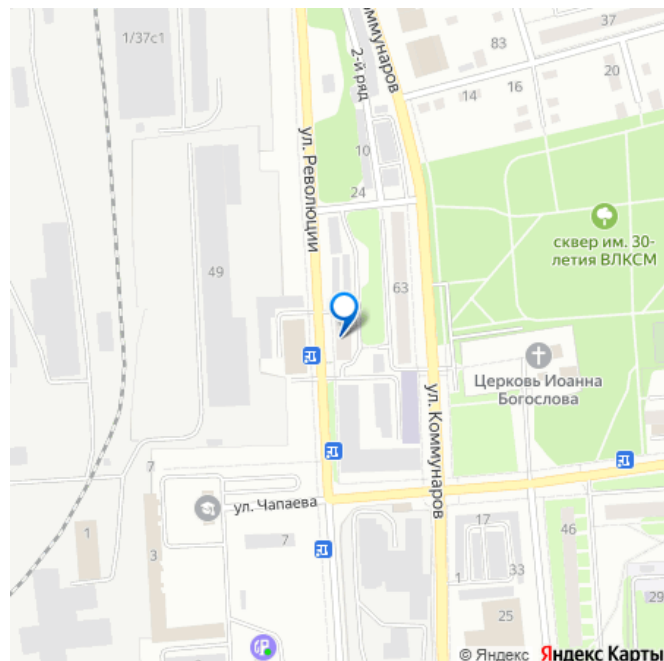 1/37с1
37
83
20
16
14
Коммунаров
2-й ряд
10
24
ул. Революции
сквер им. 30-
летия ВЛКСМ
49
63
Церковь Иоанна
Богослова
ул. Коммунаров
7
ул. Чапаева
1
3
7
17
46
1
33
25
29
© Яндекс Яндекс Карты